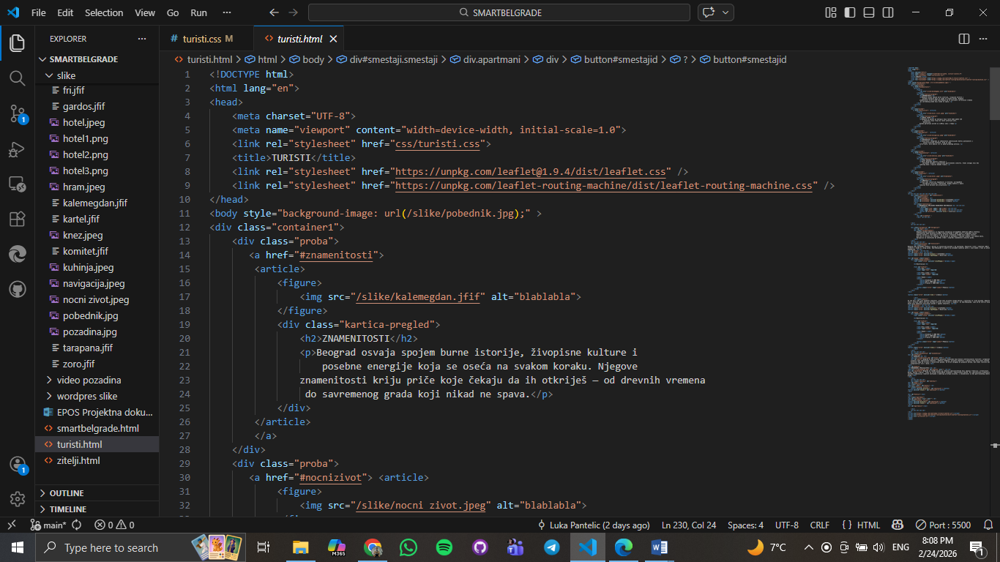 File Edit Selection View Go Run ··· SMARTBELGRADE
EXPLORER ···
SMARTBELGRADE
slike
fri.jfif
gardos.jfif
hotel.jpeg
hotel1.png
hotel2.png
hotel3.png
hram.jpeg
kalemegdan.jfif
kartel.jfif
knez.jpeg
komitet.jfif
kuhinja.jpeg
navigacija.jpeg
nocni zivot.jpeg
pobednik.jpg
pozadina.jpg
tarapana.jfif
zoro.jfif
video pozadina
wordpres slike
EPOS Projektna doku...
smartbelgrade.html
turisti.html
zitelji.html
OUTLINE
TIMELINE
1
1
# turisti.css M <> turisti.html
<> turisti.html > html > body > div#smestaji.smestaji > div.apartmani > div > button#smestajid > ? > button#smestajid
1 <!DOCTYPE html>
2 <html lang="en">
3 <head>
4 <meta charset="UTF-8">
5 <meta name="viewport" content="width=device-width, initial-scale=1.0">
6 <link rel="stylesheet" href="css/turisti.css">
7 <title>TURISTI</title>
8 <link rel="stylesheet" href="https://unpkg.com/leaflet@1.9.4/dist/leaflet.css" />
9 <link rel="stylesheet" href="https://unpkg.com/leaflet-routing-machine/dist/leaflet-routing-machine.css" />
10 </head>
11 <body style="background-image: url(/slike/pobednik.jpg);" >
12 <div class="container1">
13 <div class="proba">
14 <a href="#znamenitosti">
15 <article>
16 <figure>
17 <img src="/slike/kalemegdan.jfif" alt="blablabla">
18 </figure>
19 <div class="kartica-pregled">
20 <h2>ZNAMENITOSTI</h2>
21 <p>Beograd osvaja spojem burne istorije, živopisne kulture i
22 posebne energije koja se oseća na svakom koraku. Njegove
23 znamenitosti kriju priče koje čekaju da ih otkriješ — od drevnih vremena
24 do savremenog grada koji nikad ne spava.</p>
25 </div>
26 </article>
27 </a>
28 </div>
29 <div class="proba">
30 <a href="#nocnizivot"> <article>
31 <figure>
32 <img src="/slike/nocni zivot.jpeg" alt="blablabla">
main* 0 0 Luka Pantelic (2 days ago) Ln 230, Col 24 Spaces: 4 UTF-8 CRLF {} HTML Port : 5500
Type here to search M365 7°C ENG 8:08 PM
2/24/2026 1